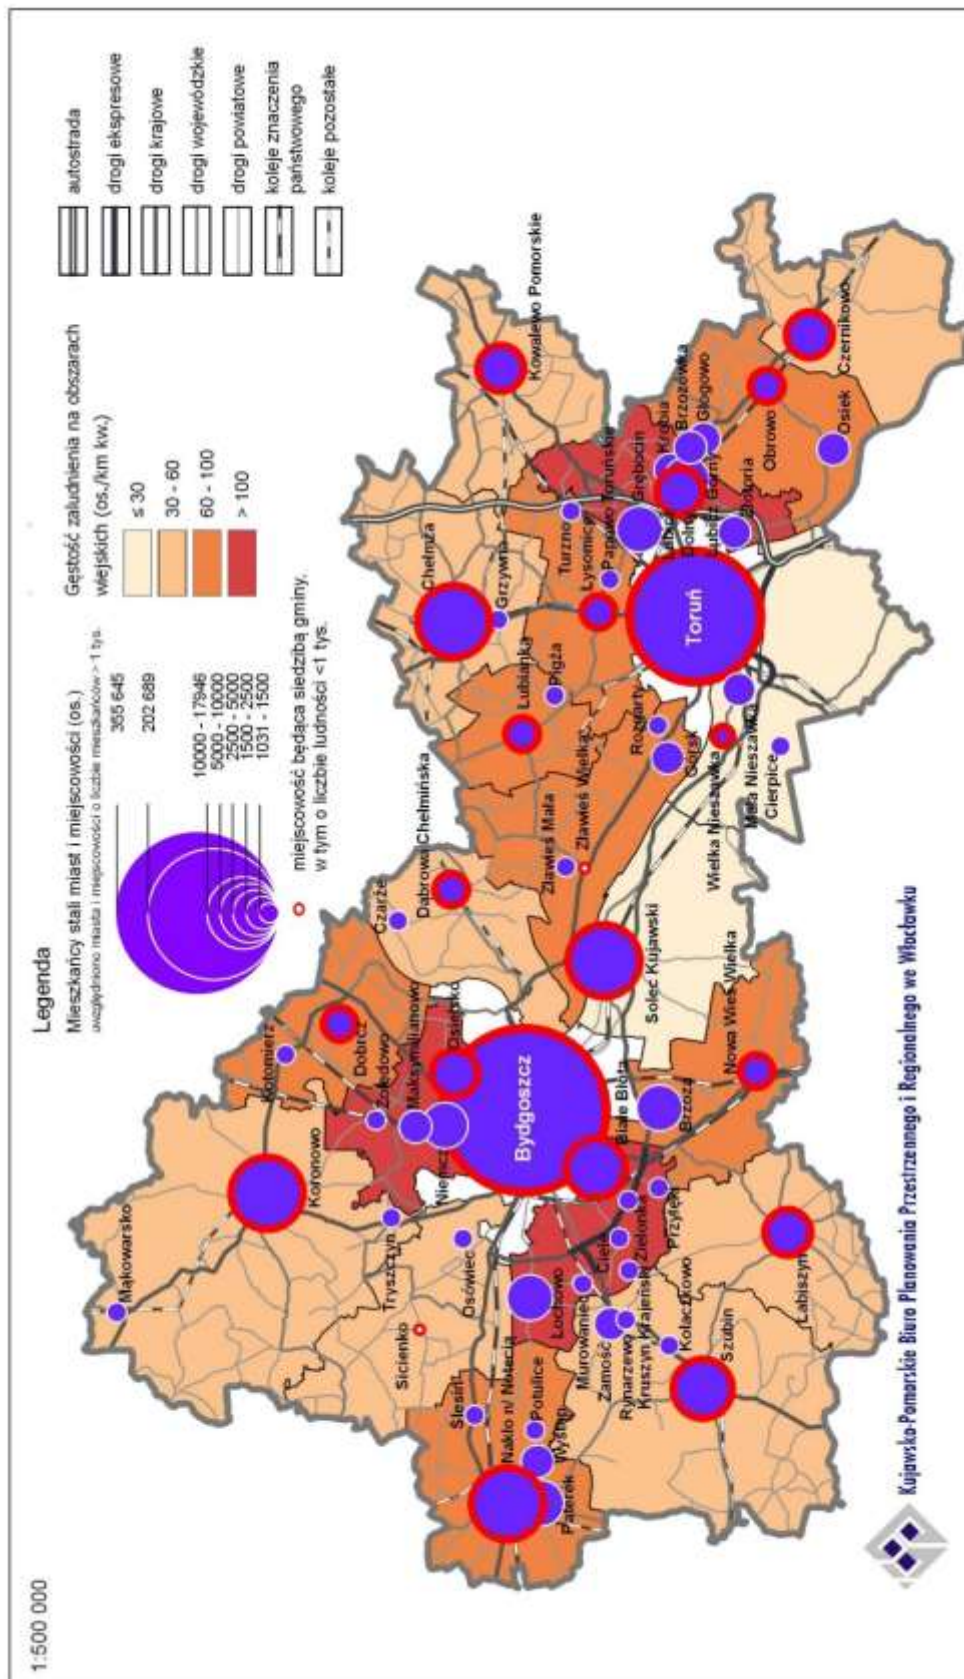 1:500 000
Legenda
Mieszkańcy stali miast i miejscowości (os.)
uwzględniono miasta i miejscowości o liczbie mieszkańców > 1 tys.
355 645
202 689
10000 - 17946
5000 - 10000
2500 - 5000
1500 - 2500
1031 - 1500
miejscowość będąca siedzibą gminy,
w tym o liczbie ludności <1 tys.
Gęstość zaludnienia na obszarach
wiejskich (os./km kw.)
≤ 30
30 - 60
60 - 100
> 100
autostrada
drogi ekspresowe
drogi krajowe
drogi wojewódzkie
drogi powiatowe
koleje znaczenia
państwowego
koleje pozostałe
Mąkowarsko
Koronowo
Kotomierz
Dobrcz
Żołędowo
Maksymilianowo
Osielsko
Tryszczyn
Osówiec
Sicienko
Ślesin
Nakło n/ Notecią
Potulice
Występ
Paterek
Bydgoszcz
Białe Błota
Łochowo
Murowaniec
Ciele
Zielonka
Przyłęki
Zamość
Rynarzewo
Kruszyn Krajeński
Kołaczkowo
Szubin
Łabiszyn
Brzoza
Nowa Wieś Wielka
Solec Kujawski
Czarże
Dąbrowa Chełmińska
Zławieś Mała
Zławieś Wielka
Łubianka
Pigża
Rozgarty
Górsk
Wielka Nieszawka
Mała Nieszawka
Cierpice
Chełmża
Grzywna
Turzno
Łysomice
Papowo Toruńskie
Toruń
Grębocin
Krobia
Brzozówka
Głogowo
Lubicz Górny
Złotoria
Obrowo
Osiek
Czernikowo
Kowalewo Pomorskie
Kujawsko-Pomorskie Biuro Planowania Przestrzennego i Regionalnego we Włocławku